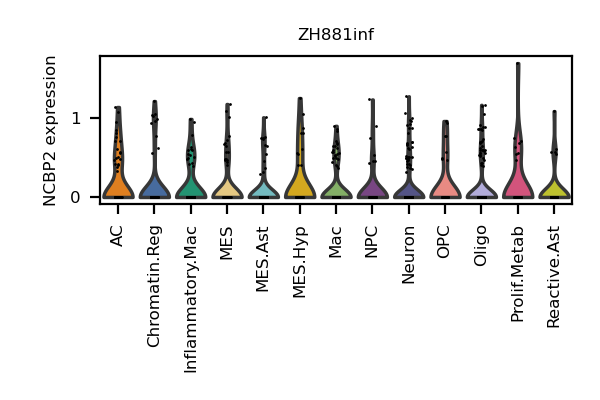 ZH881inf
NCBP2 expression
1
0
AC
Chromatin.Reg
Inflammatory.Mac
MES
MES.Ast
MES.Hyp
Mac
NPC
Neuron
OPC
Oligo
Prolif.Metab
Reactive.Ast